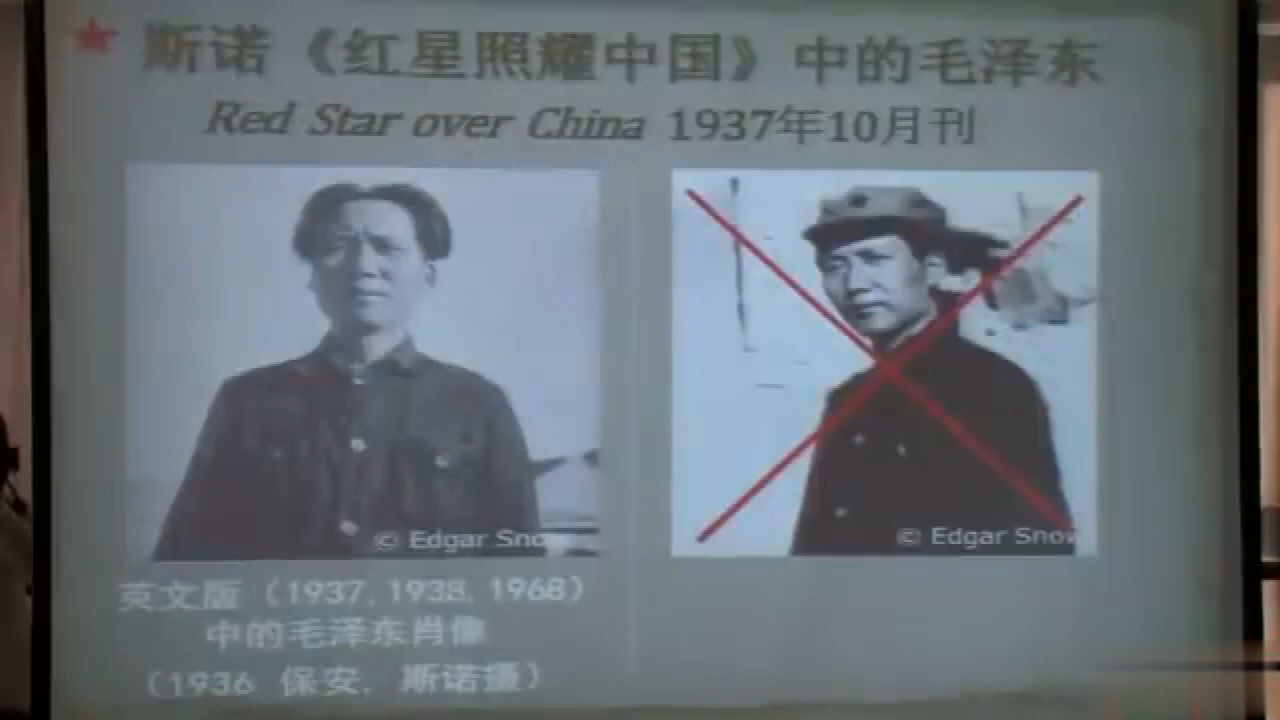 斯诺《红星照耀中国》中的毛泽东
Red Star over China 1937年10月刊
© Edgar Snow
© Edgar Snow
英文版（1937, 1938, 1968）
中的毛泽东肖像
（1936 保安, 斯诺摄）